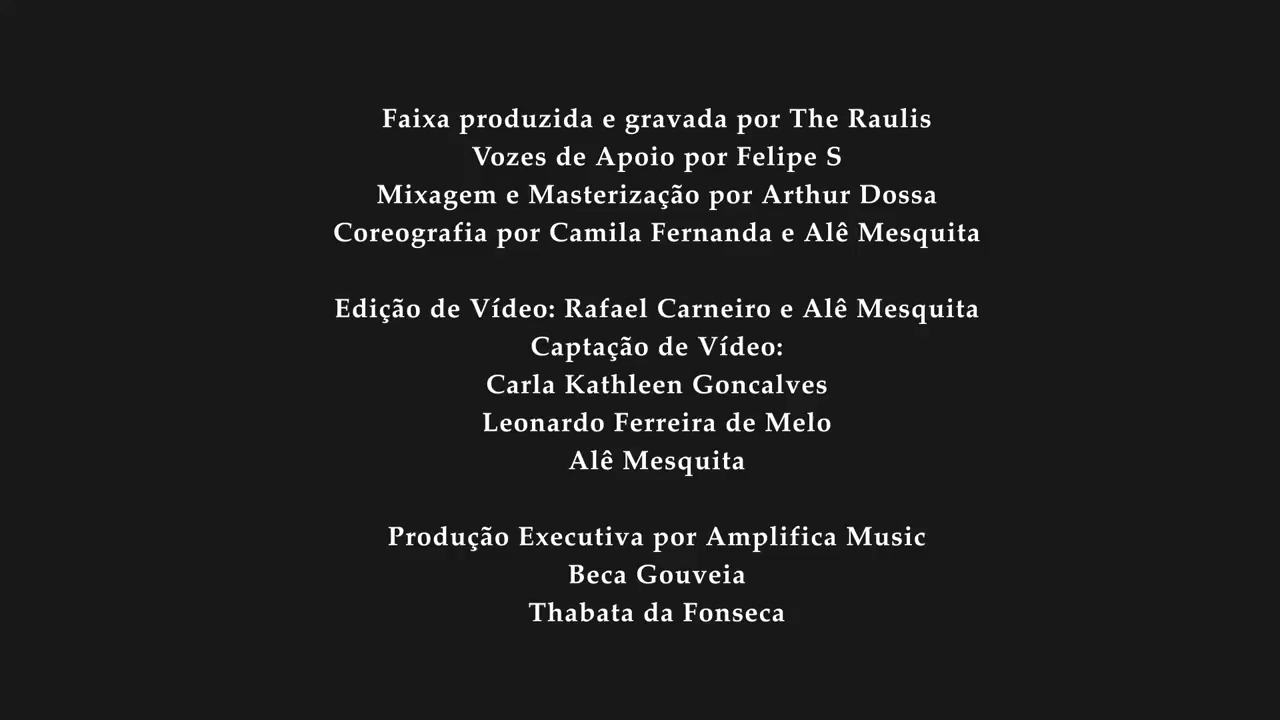 Faixa produzida e gravada por The Raulis
Vozes de Apoio por Felipe S
Mixagem e Masterização por Arthur Dossa
Coreografia por Camila Fernanda e Alê Mesquita
Edição de Vídeo: Rafael Carneiro e Alê Mesquita
Captação de Vídeo:
Carla Kathleen Goncalves
Leonardo Ferreira de Melo
Alê Mesquita
Produção Executiva por Amplifica Music
Beca Gouveia
Thabata da Fonseca